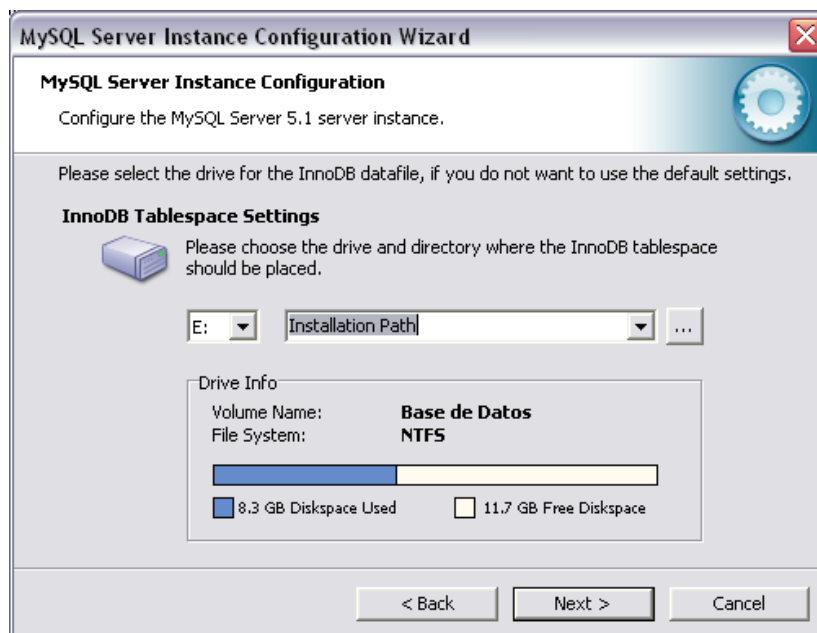 MySQL Server Instance Configuration Wizard
MySQL Server Instance Configuration
Configure the MySQL Server 5.1 server instance.
Please select the drive for the InnoDB datafile, if you do not want to use the default settings.
InnoDB Tablespace Settings
Please choose the drive and directory where the InnoDB tablespace
should be placed.
E: Installation Path ...
Drive Info
Volume Name: Base de Datos
File System: NTFS
8.3 GB Diskspace Used 11.7 GB Free Diskspace
< Back Next > Cancel